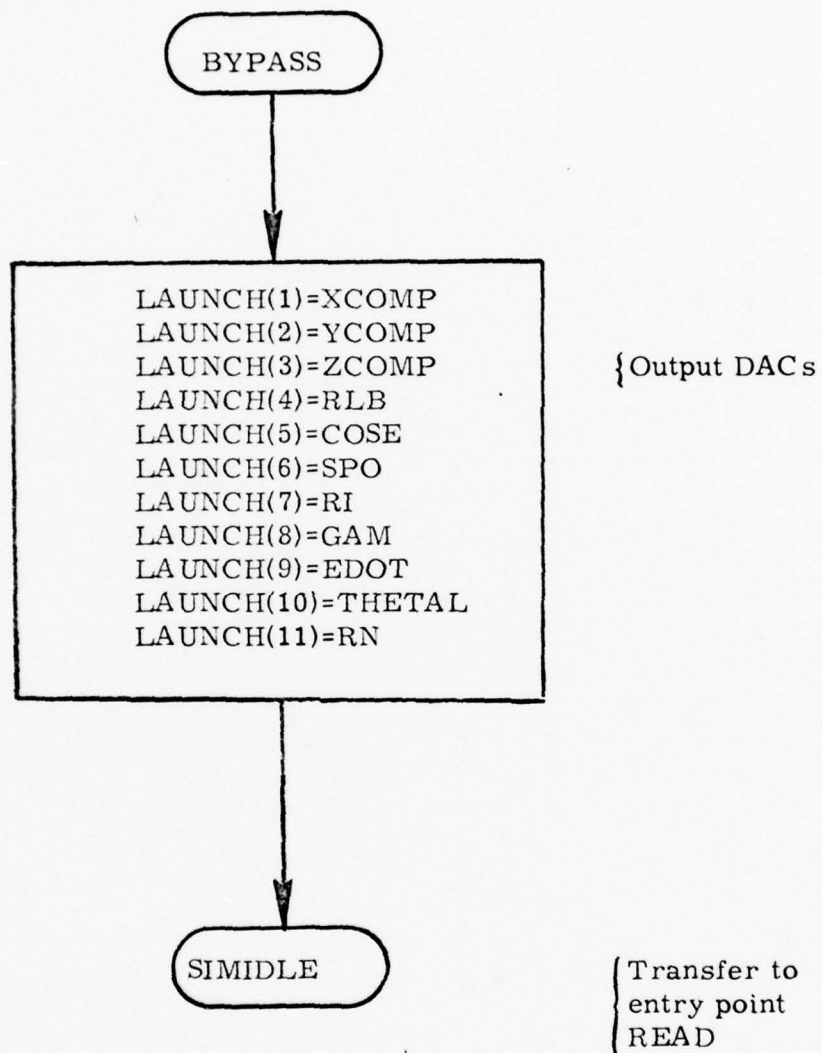 BYPASS
LAUNCH(1)=XCOMP
LAUNCH(2)=YCOMP
LAUNCH(3)=ZCOMP
{Output DACs
LAUNCH(4)=RLB
LAUNCH(5)=COSE
LAUNCH(6)=SPO
LAUNCH(7)=RI
LAUNCH(8)=GAM
LAUNCH(9)=EDOT
LAUNCH(10)=THETAL
LAUNCH(11)=RN
SIMIDLE
{Transfer to
entry point
READ